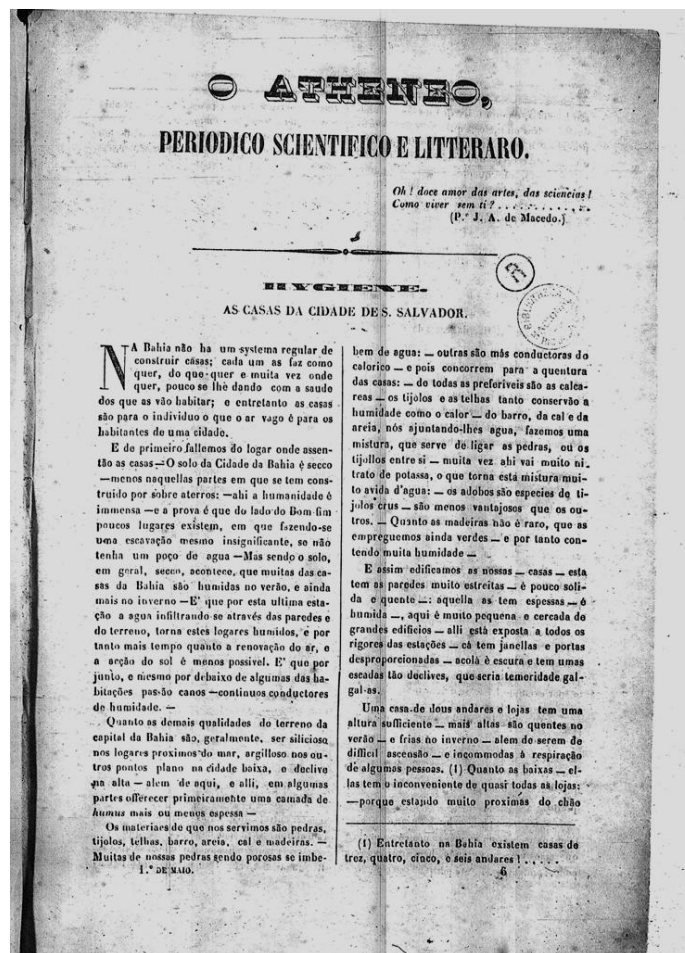 O ATHENEO,
PERIODICO SCIENTIFICO E LITTERARO.
Oh! doce amor das artes, das sciencias!
Como viver sem ti? . . . . . . . . . . .
(P.e J. A. de Macedo.)
HYGIENE.
AS CASAS DA CIDADE DE S. SALVADOR.
NA Bahia não ha um systema regular de
construir cásas; cada um as faz como
quer, do que quer e muita vez onde
quer, pouco se lhe dando com a saude
dos que as vão habitar; e entretanto as casas
são para o individuo o que o ar vago é para os
habitantes de uma cidade.
E de primeiro fallemos do logar onde assen-
tão as casas—O solo da Cidade da Bahia é secco
—menos naquellas partes em que se tem cons-
truido por sobre aterros: —ahi a humanidade é
immensa —e a prova é que do lado do Bom fim
poucos lugares existem, em que fazendo-se
uma escavação mesmo insignificante, se não
tenha um poço de agua —Mas sendo o solo,
em geral, secco, acontece, que muitas das ca-
sas da Bahia são humidas no verão, e ainda
mais no inverno —E' que por esta ultima esta-
ção a agua infiltrando-se através das paredes e
do terreno, torna estes logares humidos, e por
tanto mais tempo quanto a renovação do ar, e
a acção do sol é menos possivel. E' que por
junto, e mesmo por debaixo de algumas das ha-
bitações passão canos —continuos conductores
de humidade. —
Quanto as demais qualidades do terreno da
capital da Bahia são, geralmente, ser silicioso
nos logares proximos do mar, argilloso nos ou-
tros pontos plano na cidade baixa, e declive
na alta — alem de aqui, e alli, em algumas
partes offerecer primeiramente uma camada de
humus mais ou menos espessa —
Os materiaes de que nos servimos são pedras,
tijolos, telhas, barro, areia, cal e madeiras. —
Muitas de nossas pedras sendo porosas se imbe-
1.º DE MAIO.
bem de agua: — outras são más conductoras do
calorico — e pois concorrem para a quentura
das casas: — do todas as preferiveis são as calca-
reas — os tijolos e as telhas tanto conservão a
humidade como o calor — do barro, da cal e da
areia, nós ajuntando-lhes agua, fazemos uma
mistura, que serve de ligar as pedras, ou os
tijollos entre si — muita vez ahi vai muito ni-
trato de potassa, o que torna está mistura mui-
to avida d'agua: — os adobos são especies de ti-
jolos crus — são menos vantajosos que os ou-
tros. — Quanto as madeiras não é raro, que as
empreguemos ainda verdes — e por tanto con-
tendo muita humidade —
E assim edificamos as nossas — casas — esta
tem as paredes muito estreitas — é pouco soli-
da e quente —: aquella as tem espessas — é
humida —, aqui é muito pequena e cercada de
grandes edificios — alli está exposta a todos os
rigores das estações — cá tem janellas e portas
desproporcionadas — acolá é escura e tem umas
escadas tão declives, que seria temeridade gal-
gal-as.
Uma casa de dous andares e lojas tem uma
altura sufficiente — mais altas são quentes no
verão — e frias no inverno — alem de serem de
difficil ascensão — e incommodas à respiração
de algumas pessoas. (1) Quanto as baixas — el-
las tem o inconveniente de quasi todas as lojas:
—porque estando muito proximas do chão
(1) Entretanto na Bahia existem casas de
trez, quatro, cinco, e seis andares! . . . . .
6